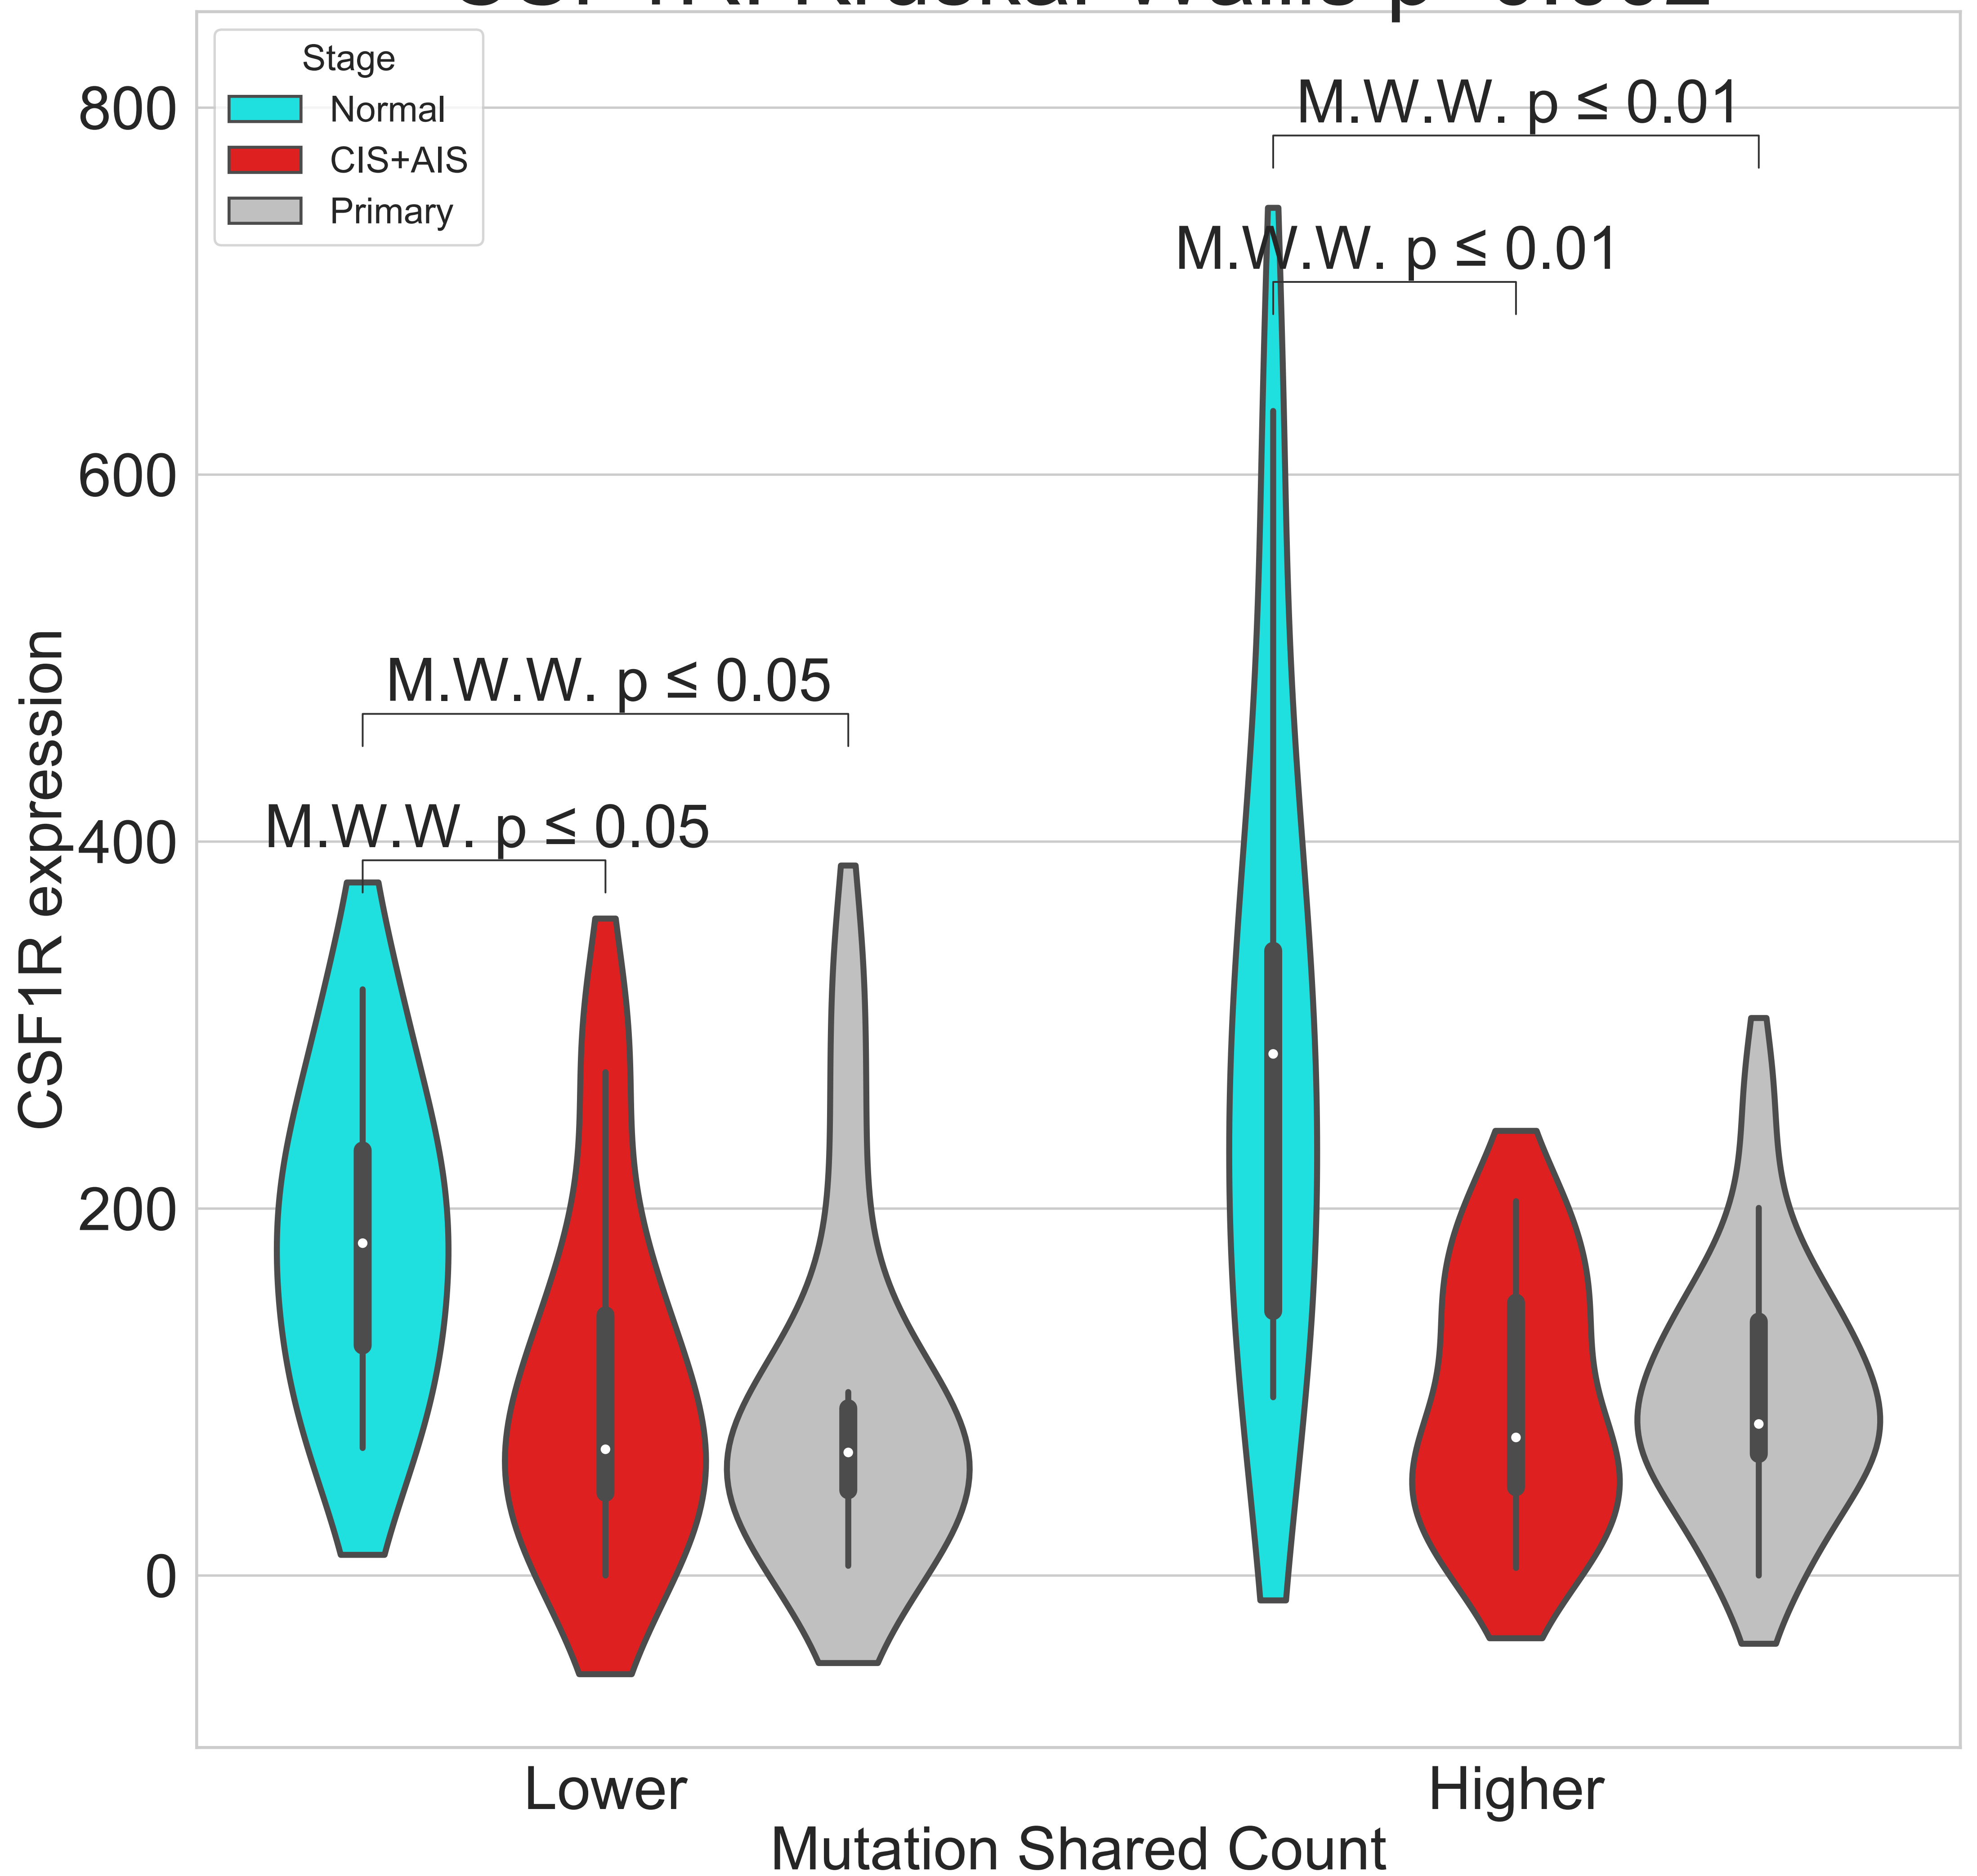 Stage
Normal
CIS+AIS
Primary
M.W.W. p ≤ 0.01
M.W.W. p ≤ 0.01
M.W.W. p ≤ 0.05
M.W.W. p ≤ 0.05
800
600
400
200
0
CSF1R expression
Lower
Higher
Mutation Shared Count